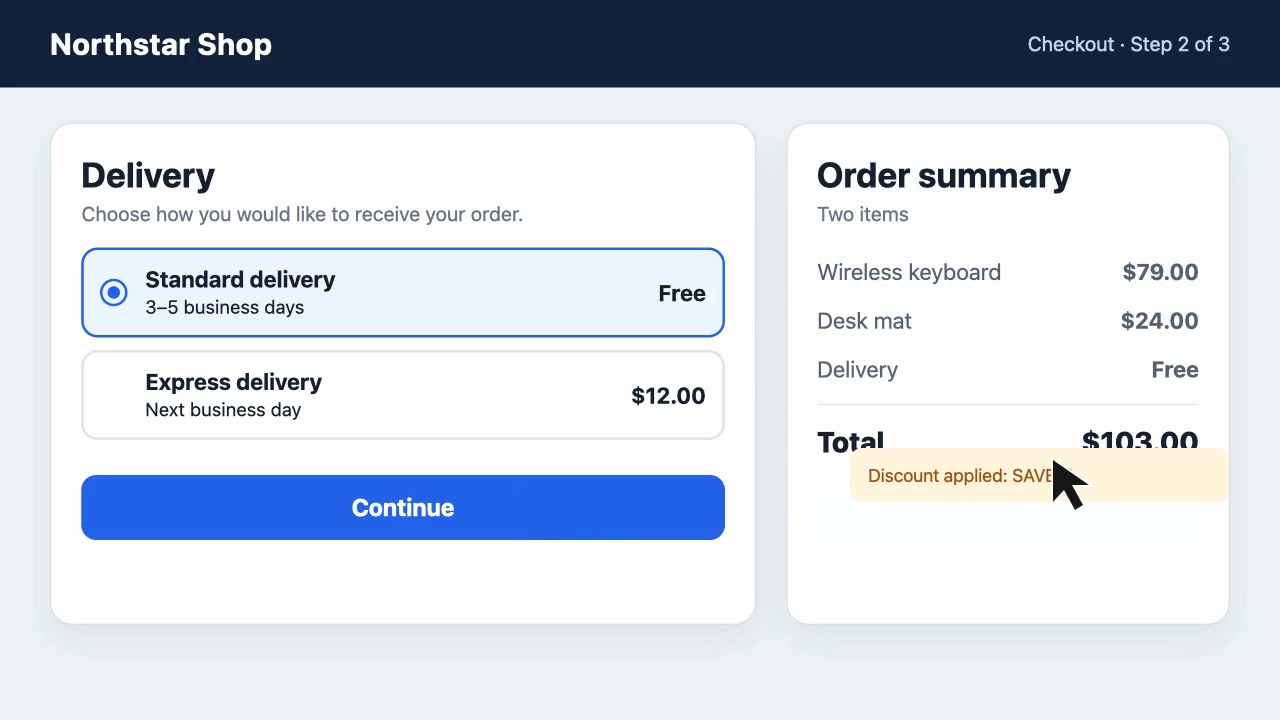 Northstar Shop
Checkout · Step 2 of 3
Delivery
Choose how you would like to receive your order.
Standard delivery
3–5 business days
Free
Express delivery
Next business day
$12.00
Continue
Order summary
Two items
Wireless keyboard $79.00
Desk mat $24.00
Delivery Free
Total $103.00
Discount applied: